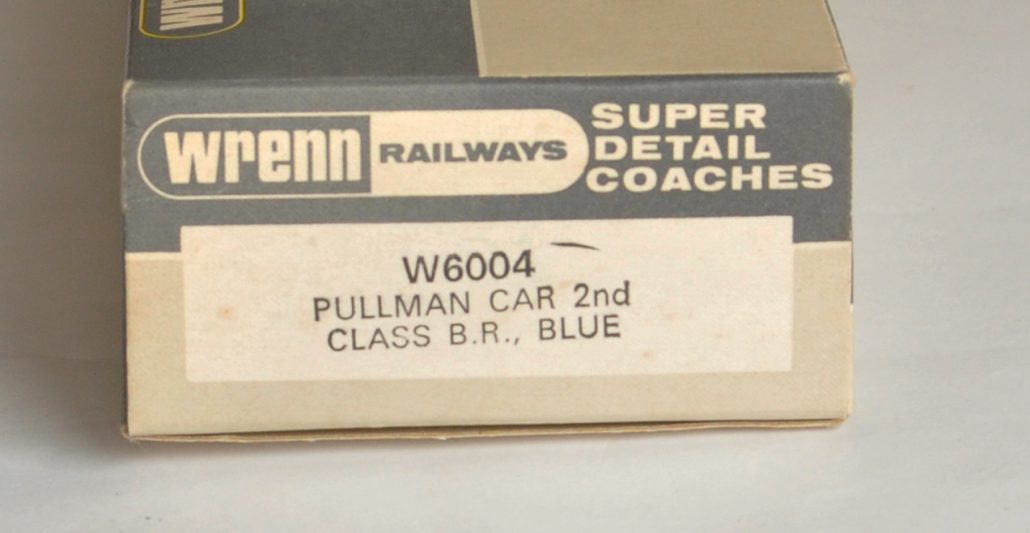 wrenn RAILWAYS
SUPER
DETAIL
COACHES
W6004
PULLMAN CAR 2nd
CLASS B.R., BLUE